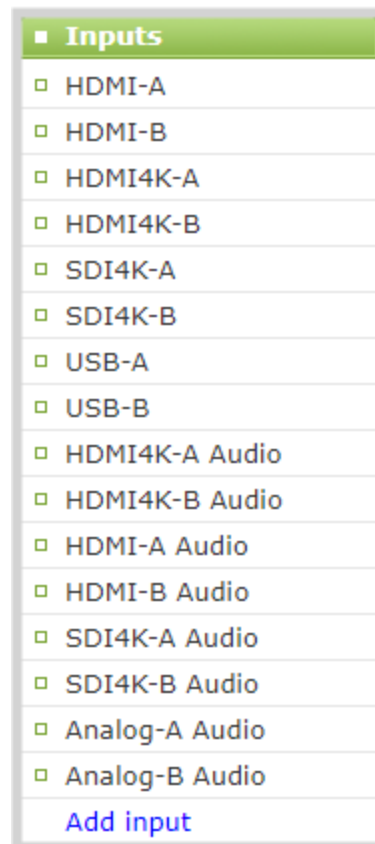 Inputs
HDMI-A
HDMI-B
HDMI4K-A
HDMI4K-B
SDI4K-A
SDI4K-B
USB-A
USB-B
HDMI4K-A Audio
HDMI4K-B Audio
HDMI-A Audio
HDMI-B Audio
SDI4K-A Audio
SDI4K-B Audio
Analog-A Audio
Analog-B Audio
Add input